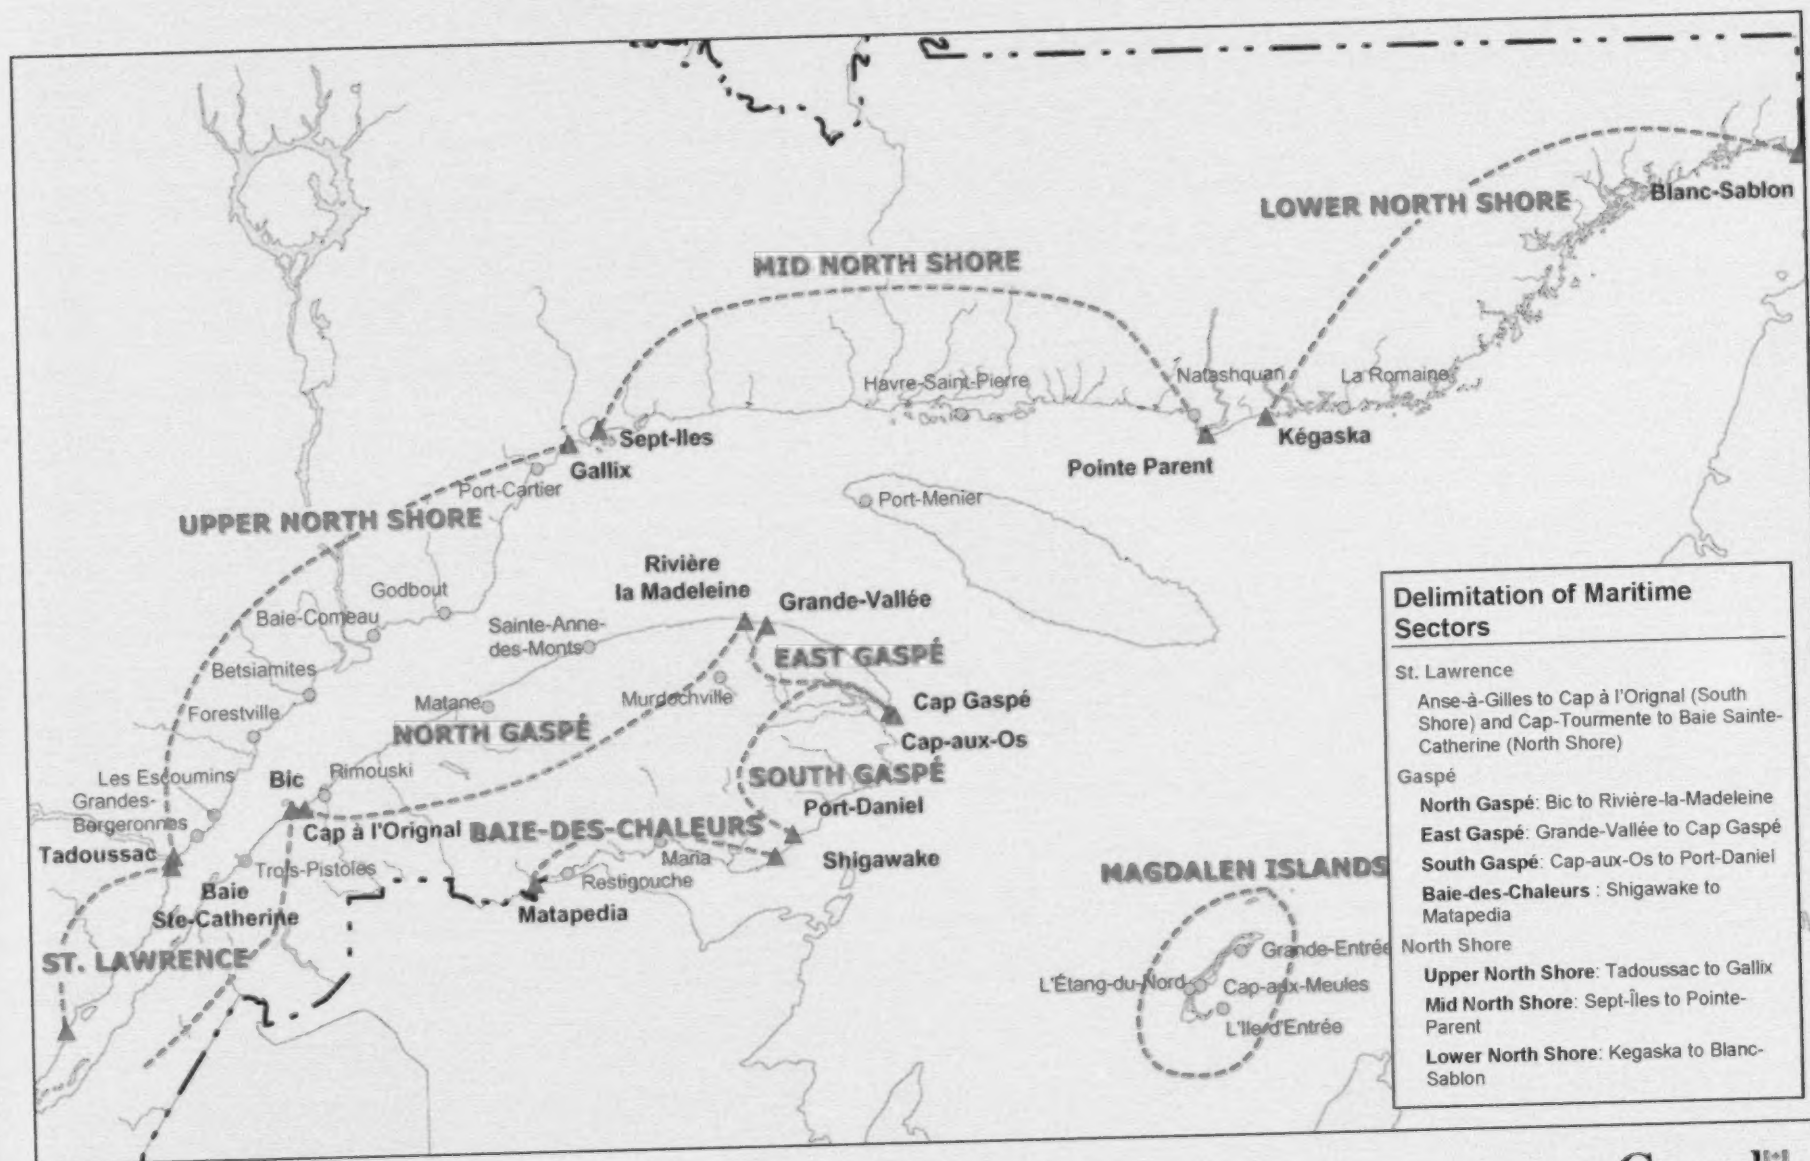 LOWER NORTH SHORE
Blanc-Sablon
MID NORTH SHORE
Havre-Saint-Pierre
Natashquan
La Romaine
Sept-Iles
Gallix
Kégaska
Pointe Parent
Port-Cartier
Port-Menier
UPPER NORTH SHORE
Rivière
la Madeleine
Grande-Vallée
Godbout
Baie-Comeau
Sainte-Anne-
des-Monts
EAST GASPÉ
Betsiamites
Murdochville
Matane
Cap Gaspé
Forestville
NORTH GASPÉ
Cap-aux-Os
Les Escoumins
Bic
Rimouski
SOUTH GASPÉ
Grandes-
Bergeronnes
Port-Daniel
Cap à l'Orignal
BAIE-DES-CHALEURS
Tadoussac
Trois-Pistoles
Maria
Shigawake
Restigouche
Baie
Ste-Catherine
Matapedia
MAGDALEN ISLANDS
ST. LAWRENCE
Grande-Entrée
L'Étang-du-Nord
Cap-aux-Meules
L'Ile d'Entrée
Delimitation of Maritime
Sectors
St. Lawrence
Anse-à-Gilles to Cap à l'Orignal (South
Shore) and Cap-Tourmente to Baie Sainte-
Catherine (North Shore)
Gaspé
North Gaspé: Bic to Rivière-la-Madeleine
East Gaspé: Grande-Vallée to Cap Gaspé
South Gaspé: Cap-aux-Os to Port-Daniel
Baie-des-Chaleurs : Shigawake to
Matapedia
North Shore
Upper North Shore: Tadoussac to Gallix
Mid North Shore: Sept-Îles to Pointe-
Parent
Lower North Shore: Kegaska to Blanc-
Sablon